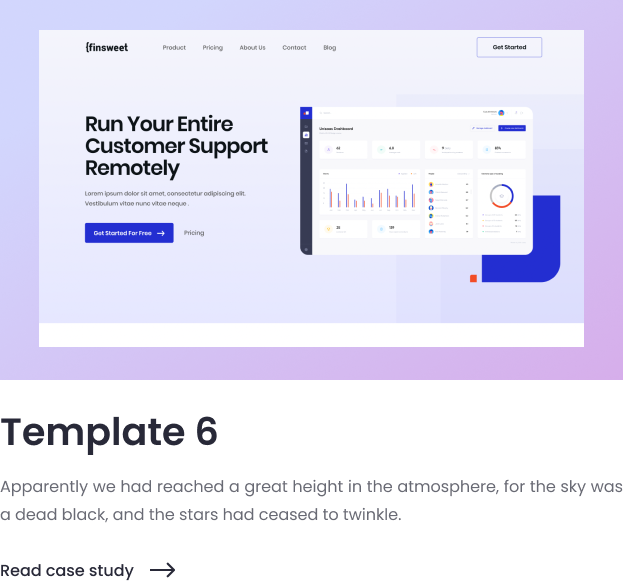 {finsweet
Product Pricing About Us Contact Blog
Get Started
Run Your Entire
Customer Support
Remotely
Lorem ipsum dolor sit amet, consectetur adipiscing elit.
Vestibulum vitae nunc vitae neque .
Get Started For Free
Pricing
Template 6
Apparently we had reached a great height in the atmosphere, for the sky was
a dead black, and the stars had ceased to twinkle.
Read case study